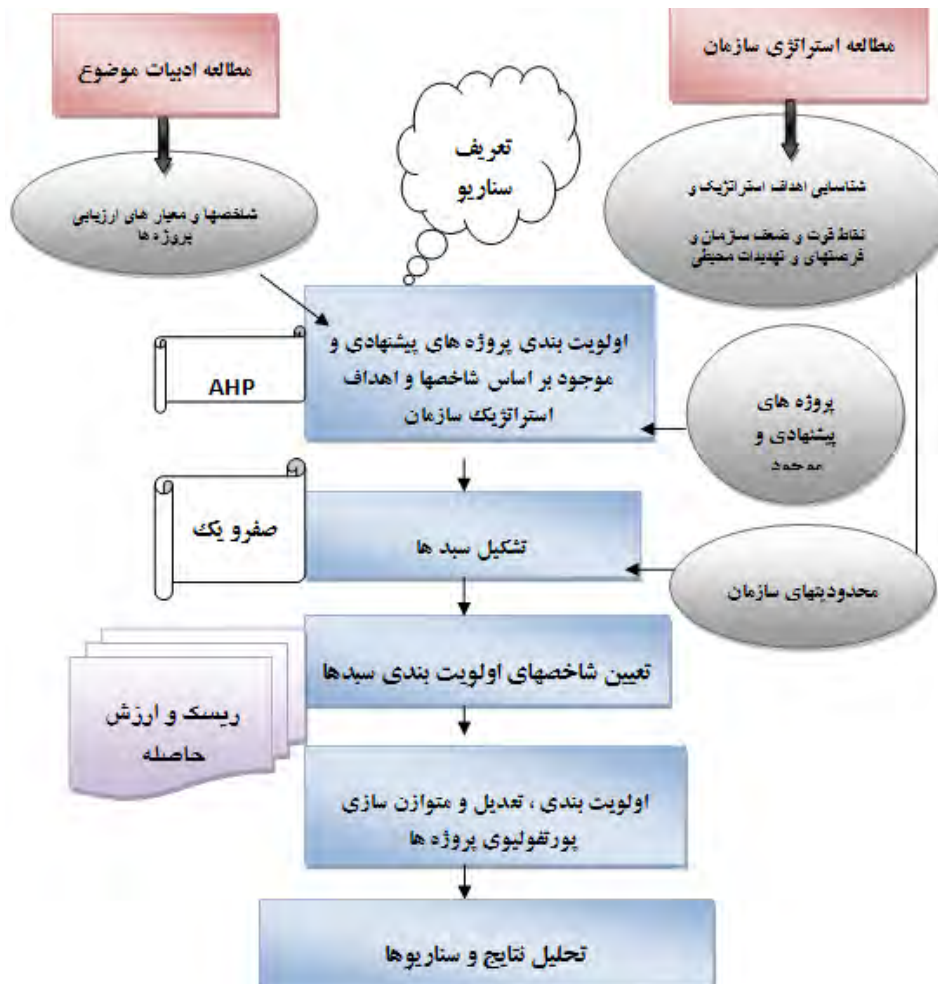 مطالعه استراتژی سازمان
مطالعه ادبیات موضوع
تعریف
سناریو
شناسایی اهداف استراتژیک و
نقاط قوت و ضعف سازمان و
فرصتهای و تهدیدات محیطی
شاخصها و معیار های ارزیابی
پروژه ها
اولویت بندی پروژه های پیشنهادی و
موجود بر اساس شاخصها و اهداف
استراتژیک سازمان
AHP
پروژه های
پیشنهادی و
موجود
صفرو یک
تشکیل سبد ها
محدودیتهای سازمان
تعیین شاخصهای اولویت بندی سبدها
ریسک و ارزش
حاصله
اولویت بندی ، تعدیل و متوازن سازی
پورتفولیوی پروژه ها
تحلیل نتایج و سناریوها